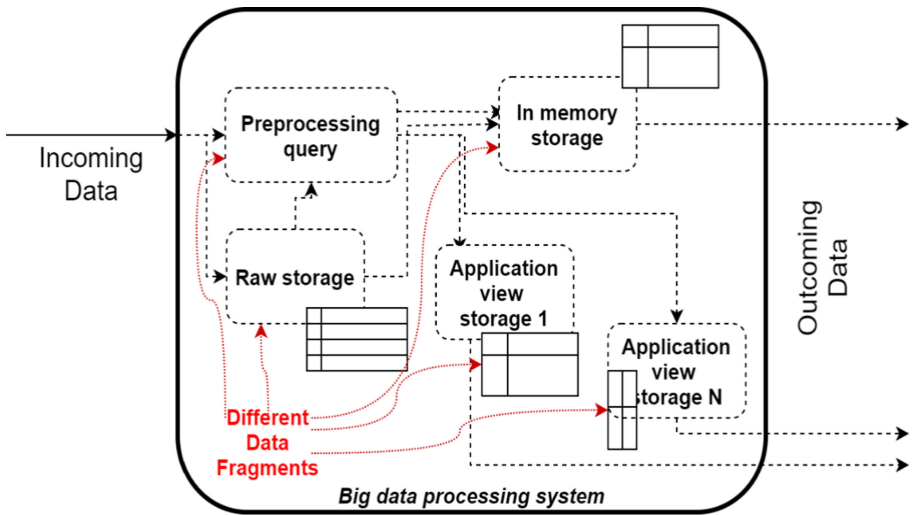 Incoming
Data
Preprocessing
query
In memory
storage
Raw storage
Application
view
storage 1
Application
view
storage N
Different
Data
Fragments
Big data processing system
Outcoming
Data